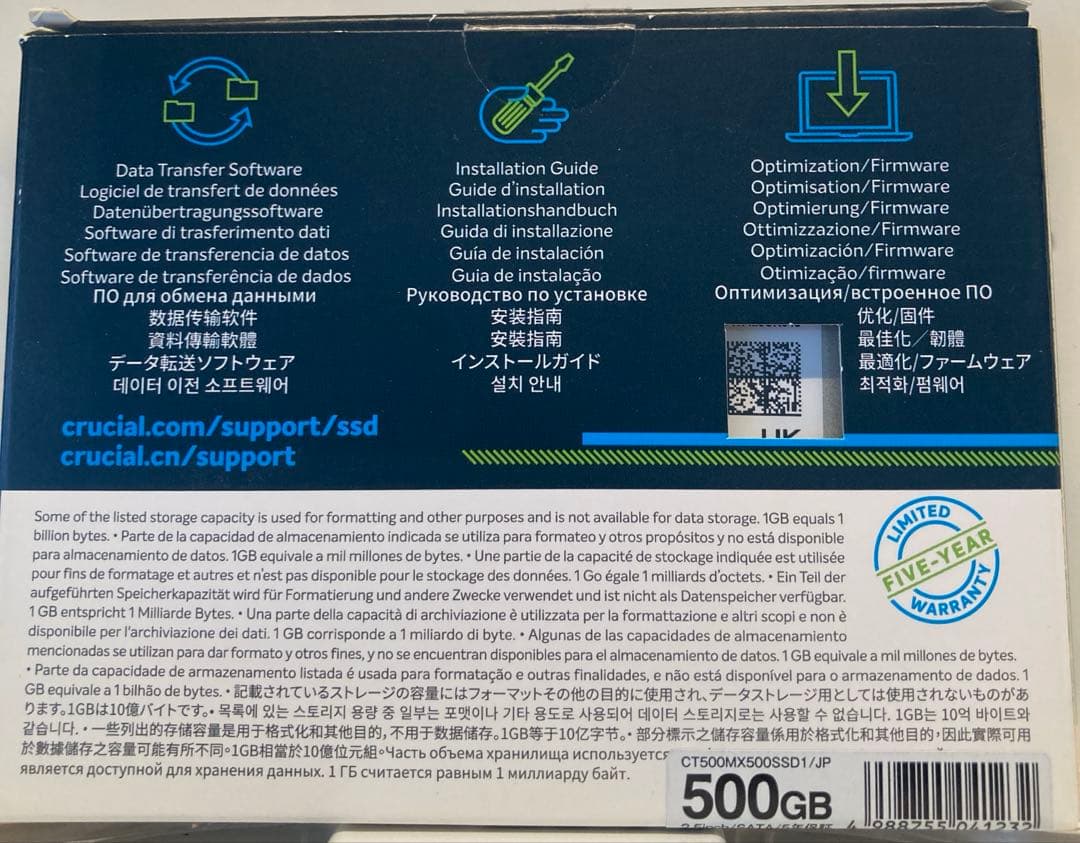 Data Transfer Software
Logiciel de transfert de données
Datenübertragungssoftware
Software di trasferimento dati
Software de transferencia de datos
Software de transferência de dados
ПО для обмена данными
数据传输软件
資料傳輸軟體
データ転送ソフトウェア
데이터 이전 소프트웨어
Installation Guide
Guide d'installation
Installationshandbuch
Guida di installazione
Guía de instalación
Guia de instalação
Руководство по установке
安装指南
安裝指南
インストールガイド
설치 안내
Optimization/Firmware
Optimisation/Firmware
Optimierung/Firmware
Ottimizzazione/Firmware
Optimización/Firmware
Otimização/firmware
Оптимизация/встроенное ПО
优化/固件
最佳化／韌體
最適化/ファームウェア
최적화/펌웨어
UK
crucial.com/support/ssd
crucial.cn/support
Some of the listed storage capacity is used for formatting and other purposes and is not available for data storage. 1GB equals 1
billion bytes. • Parte de la capacidad de almacenamiento indicada se utiliza para formateo y otros propósitos y no está disponible
para almacenamiento de datos. 1GB equivale a mil millones de bytes. • Une partie de la capacité de stockage indiquée est utilisée
pour fins de formatage et autres et n'est pas disponible pour le stockage des données. 1 Go égale 1 milliards d'octets. • Ein Teil der
aufgeführten Speicherkapazität wird für Formatierung und andere Zwecke verwendet und ist nicht als Datenspeicher verfügbar.
1 GB entspricht 1 Milliarde Bytes. • Una parte della capacità di archiviazione è utilizzata per la formattazione e altri scopi e non è
disponibile per l'archiviazione dei dati. 1 GB corrisponde a 1 miliardo di byte. • Algunas de las capacidades de almacenamiento
mencionadas se utilizan para dar formato y otros fines, y no se encuentran disponibles para el almacenamiento de datos. 1 GB equivale a mil millones de bytes.
• Parte da capacidade de armazenamento listada é usada para formatação e outras finalidades, e não está disponível para o armazenamento de dados. 1
GB equivale a 1 bilhão de bytes. • 記載されているストレージの容量にはフォーマットその他の目的に使用され、データストレージ用としては使用されないものがあ
ります。1GBは10億バイトです。• 목록에 있는 스토리지 용량 중 일부는 포맷이나 기타 용도로 사용되어 데이터 스토리지로는 사용할 수 없습니다. 1GB는 10억 바이트와
같습니다. • 一些列出的存储容量是用于格式化和其他目的，不用于数据储存。1GB等于10亿字节。• 部分標示之儲存容量係用於格式化和其他目的，因此實際可用
於數據儲存之容量可能有所不同。1GB相當於10億位元組。•Часть объема хранилища используется
является доступной для хранения данных. 1 ГБ считается равным 1 миллиарду байт.
LIMITED
FIVE-YEAR
WARRANTY
CT500MX500SSD1/JP
500GB
4 988755 041232